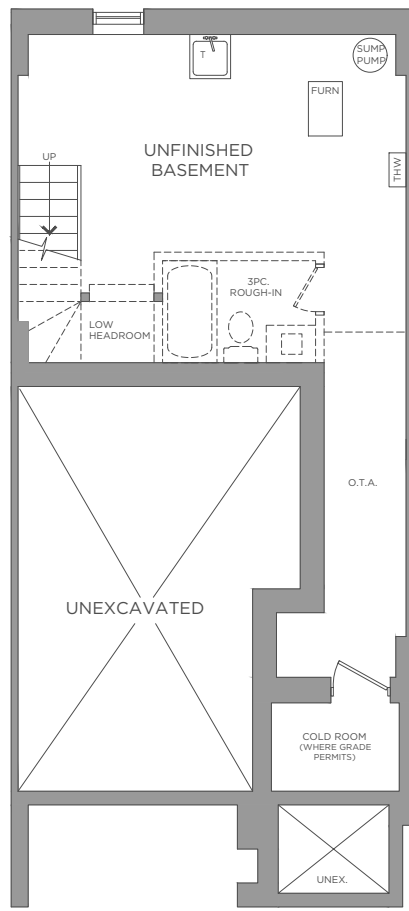 SUMP
PUMP
T
FURN
UNFINISHED
BASEMENT
UP
THW
3PC.
ROUGH-IN
LOW
HEADROOM
O.T.A.
UNEXCAVATED
COLD ROOM
(WHERE GRADE
PERMITS)
UNEX.